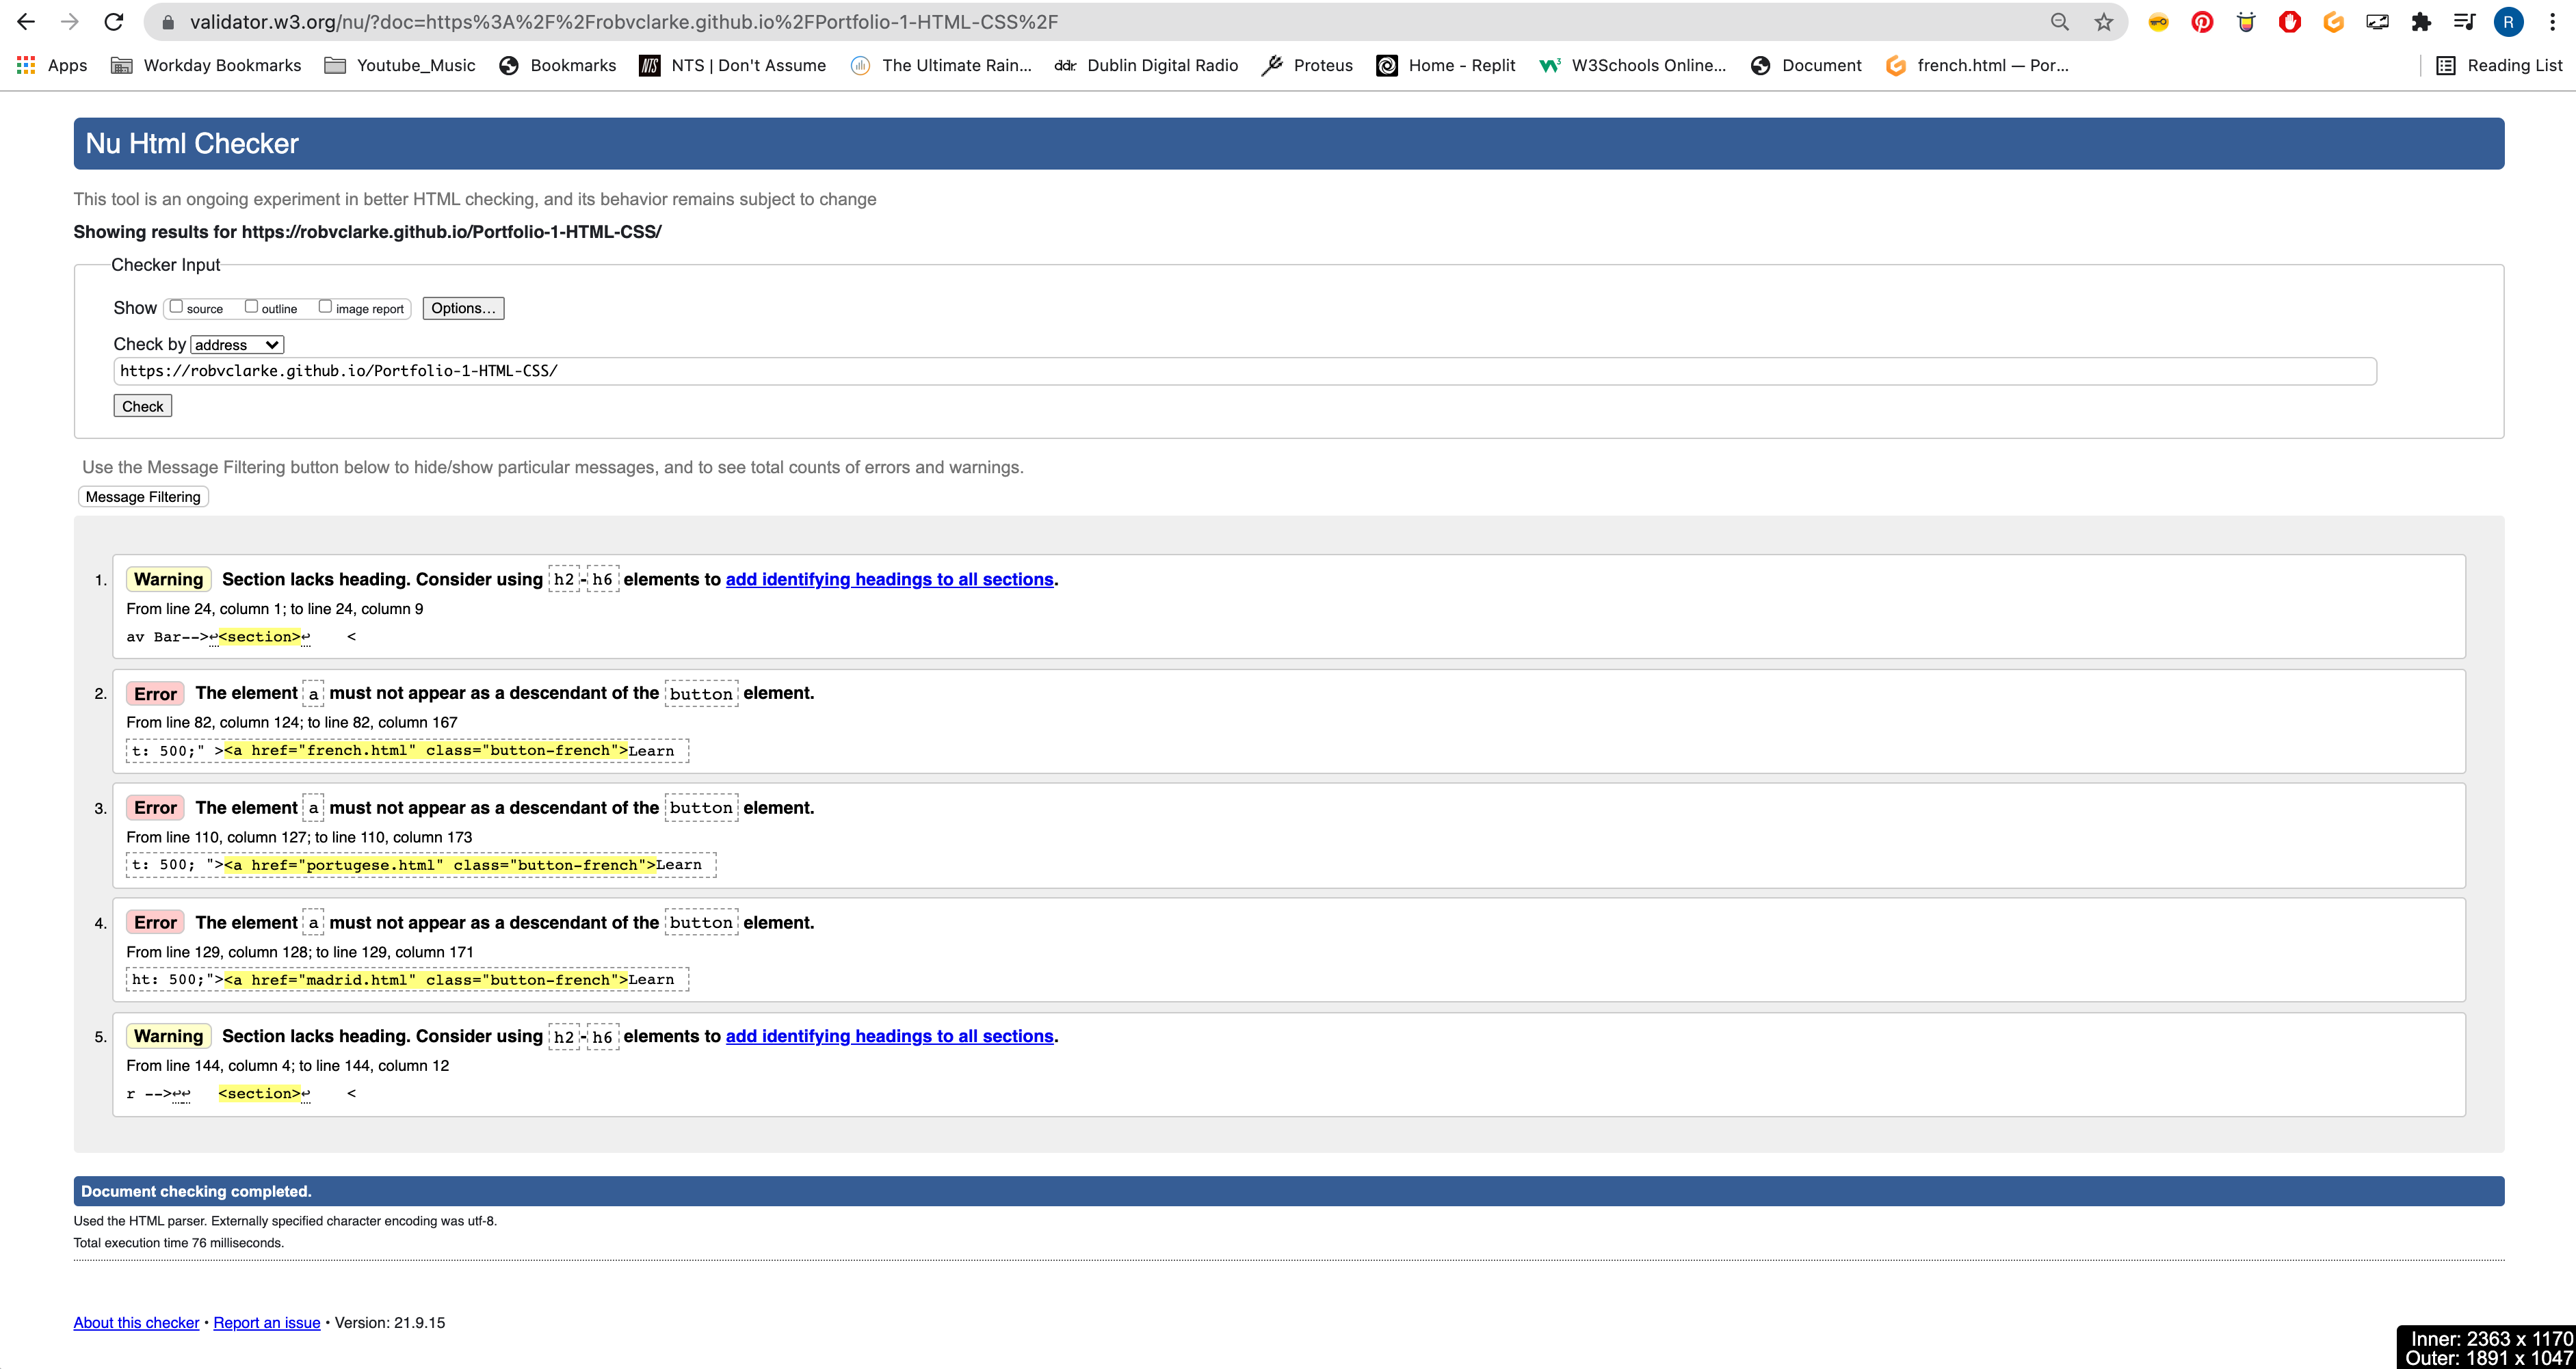 validator.w3.org/nu/?doc=https%3A%2F%2Frobvclarke.github.io%2FPortfolio-1-HTML-CSS%2F
R
Apps Workday Bookmarks Youtube_Music Bookmarks NTS NTS | Don't Assume The Ultimate Rain... ddr Dublin Digital Radio Proteus Home - Replit W3Schools Online... Document french.html — Por... Reading List
Nu Html Checker
This tool is an ongoing experiment in better HTML checking, and its behavior remains subject to change
Showing results for https://robvclarke.github.io/Portfolio-1-HTML-CSS/
Checker Input
Show source outline image report Options...
Check by address
https://robvclarke.github.io/Portfolio-1-HTML-CSS/
Check
Use the Message Filtering button below to hide/show particular messages, and to see total counts of errors and warnings.
Message Filtering
1. Warning Section lacks heading. Consider using h2-h6 elements to add identifying headings to all sections.
From line 24, column 1; to line 24, column 9
av Bar-->↩<section>↩ <
2. Error The element a must not appear as a descendant of the button element.
From line 82, column 124; to line 82, column 167
t: 500;" ><a href="french.html" class="button-french">Learn
3. Error The element a must not appear as a descendant of the button element.
From line 110, column 127; to line 110, column 173
t: 500; "><a href="portugese.html" class="button-french">Learn
4. Error The element a must not appear as a descendant of the button element.
From line 129, column 128; to line 129, column 171
ht: 500;"><a href="madrid.html" class="button-french">Learn
5. Warning Section lacks heading. Consider using h2-h6 elements to add identifying headings to all sections.
From line 144, column 4; to line 144, column 12
r -->↩↩ <section>↩ <
Document checking completed.
Used the HTML parser. Externally specified character encoding was utf-8.
Total execution time 76 milliseconds.
About this checker • Report an issue • Version: 21.9.15
Inner: 2363 x 1170
Outer: 1891 x 1047